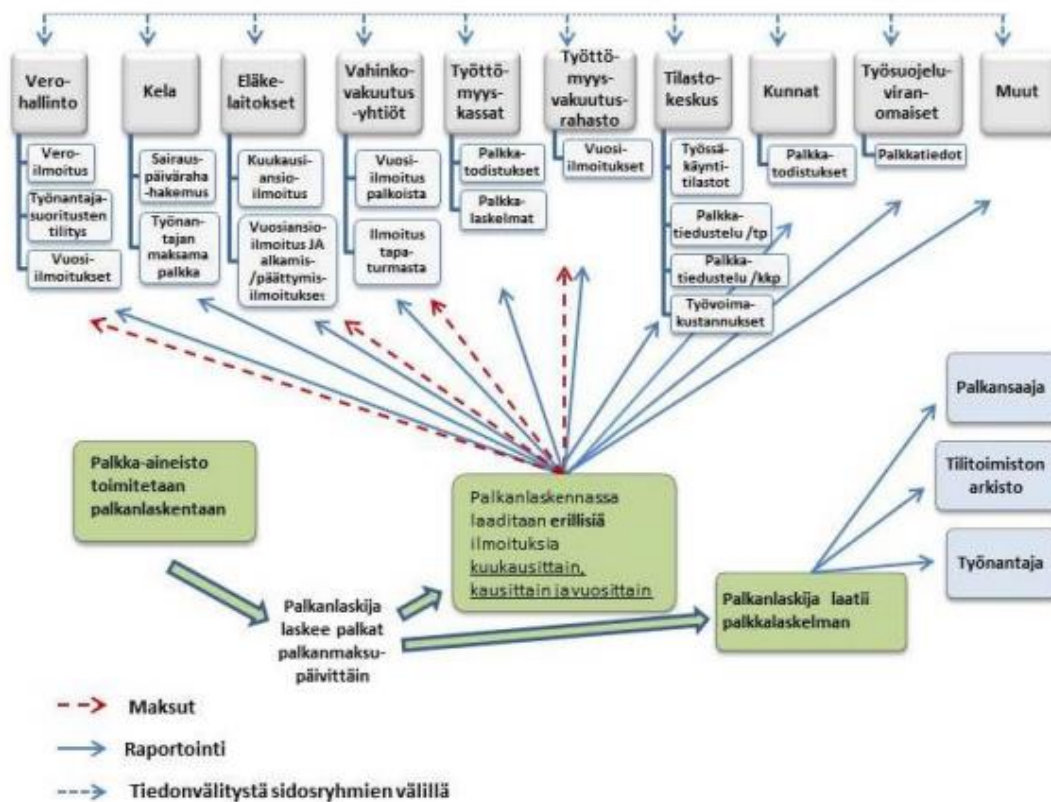 Vero-
hallinto
Kela
Eläke-
laitokset
Vahinko-
vakuutus
-yhtiöt
Työttö-
myys-
kassat
Työttö-
myys-
vakuutus-
rahasto
Tilasto-
keskus
Kunnat
Työsuojelu-
viran-
omaiset
Muut
Vero-
ilmoitus
Työnantaja-
suoritusten
tilitys
Vuosi-
ilmoitukset
Sairaus-
päiväraha
-hakemus
Työnan-
tajan
maksama
palkka
Kuukausi-
ansio-
ilmoitus
Vuosiansio-
ilmoitus JA
alkamis-
/päättymis-
ilmoitukset
Vuosi-
ilmoitus
palkoista
Ilmoitus
tapa-
turmasta
Palkka-
todistukset
Palkka-
laskelmat
Vuosi-
ilmoitukset
Työssä-
käynti-
tilastot
Palkka-
tiedustelu /tp
Palkka-
tiedustelu /kkp
Työvoima-
kustannukset
Palkka-
todistukset
Palkkatiedot
Palkka-aineisto
toimitetaan
palkanlaskentaan
Palkanlaskija
laskee palkat
palkanmaksu-
päivittäin
Palkanlaskennassa
laaditaan erillisiä
ilmoituksia
kuukausittain,
kausittain ja vuosittain
Palkanlaskija laatii
palkkalaskelman
Palkansaaja
Tilitoimiston
arkisto
Työnantaja
Maksut
Raportointi
Tiedonvälitystä sidosryhmien välillä